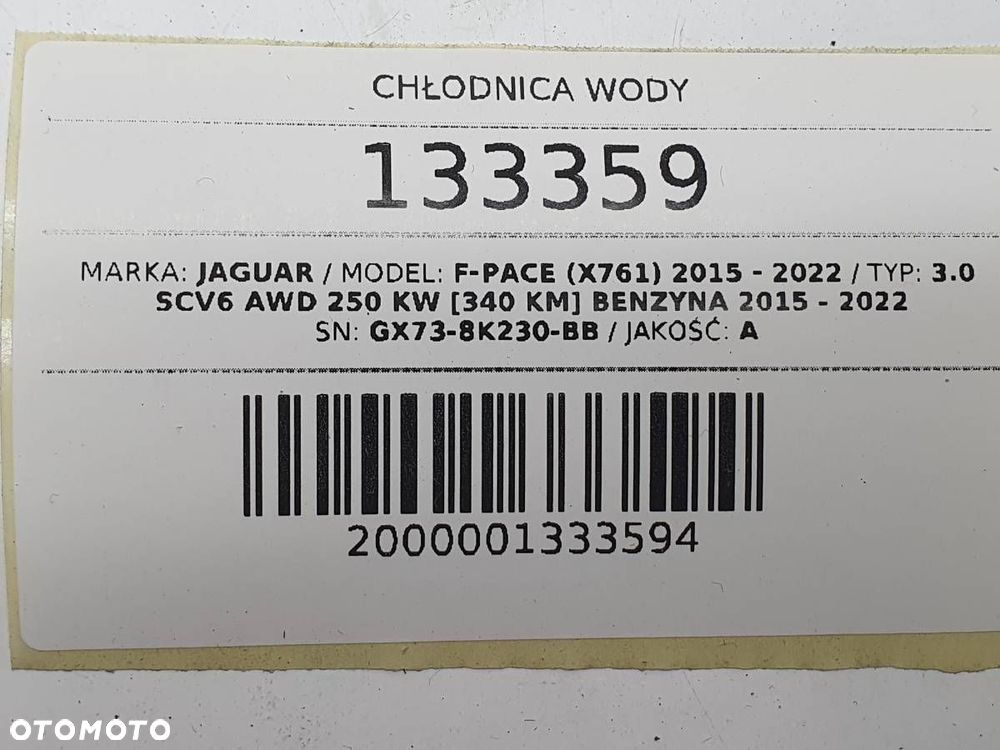 CHŁODNICA WODY
133359
MARKA: JAGUAR / MODEL: F-PACE (X761) 2015 - 2022 / TYP: 3.0
SCV6 AWD 250 KW [340 KM] BENZYNA 2015 - 2022
SN: GX73-8K230-BB / JAKOŚĆ: A
2000001333594
OTOMOTO